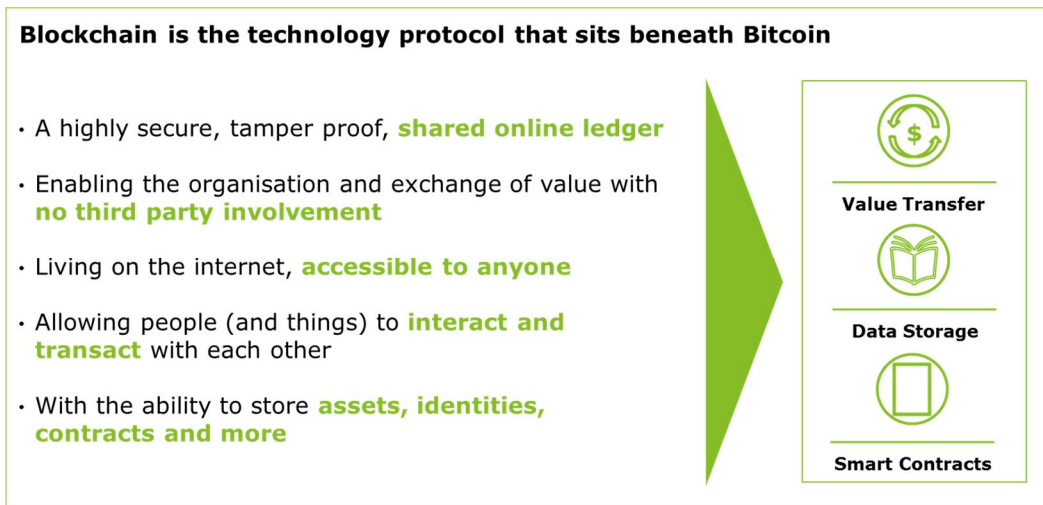 Blockchain is the technology protocol that sits beneath Bitcoin
• A highly secure, tamper proof, shared online ledger
• Enabling the organisation and exchange of value with
no third party involvement
• Living on the internet, accessible to anyone
• Allowing people (and things) to interact and
transact with each other
• With the ability to store assets, identities,
contracts and more
$
Value Transfer
Data Storage
Smart Contracts